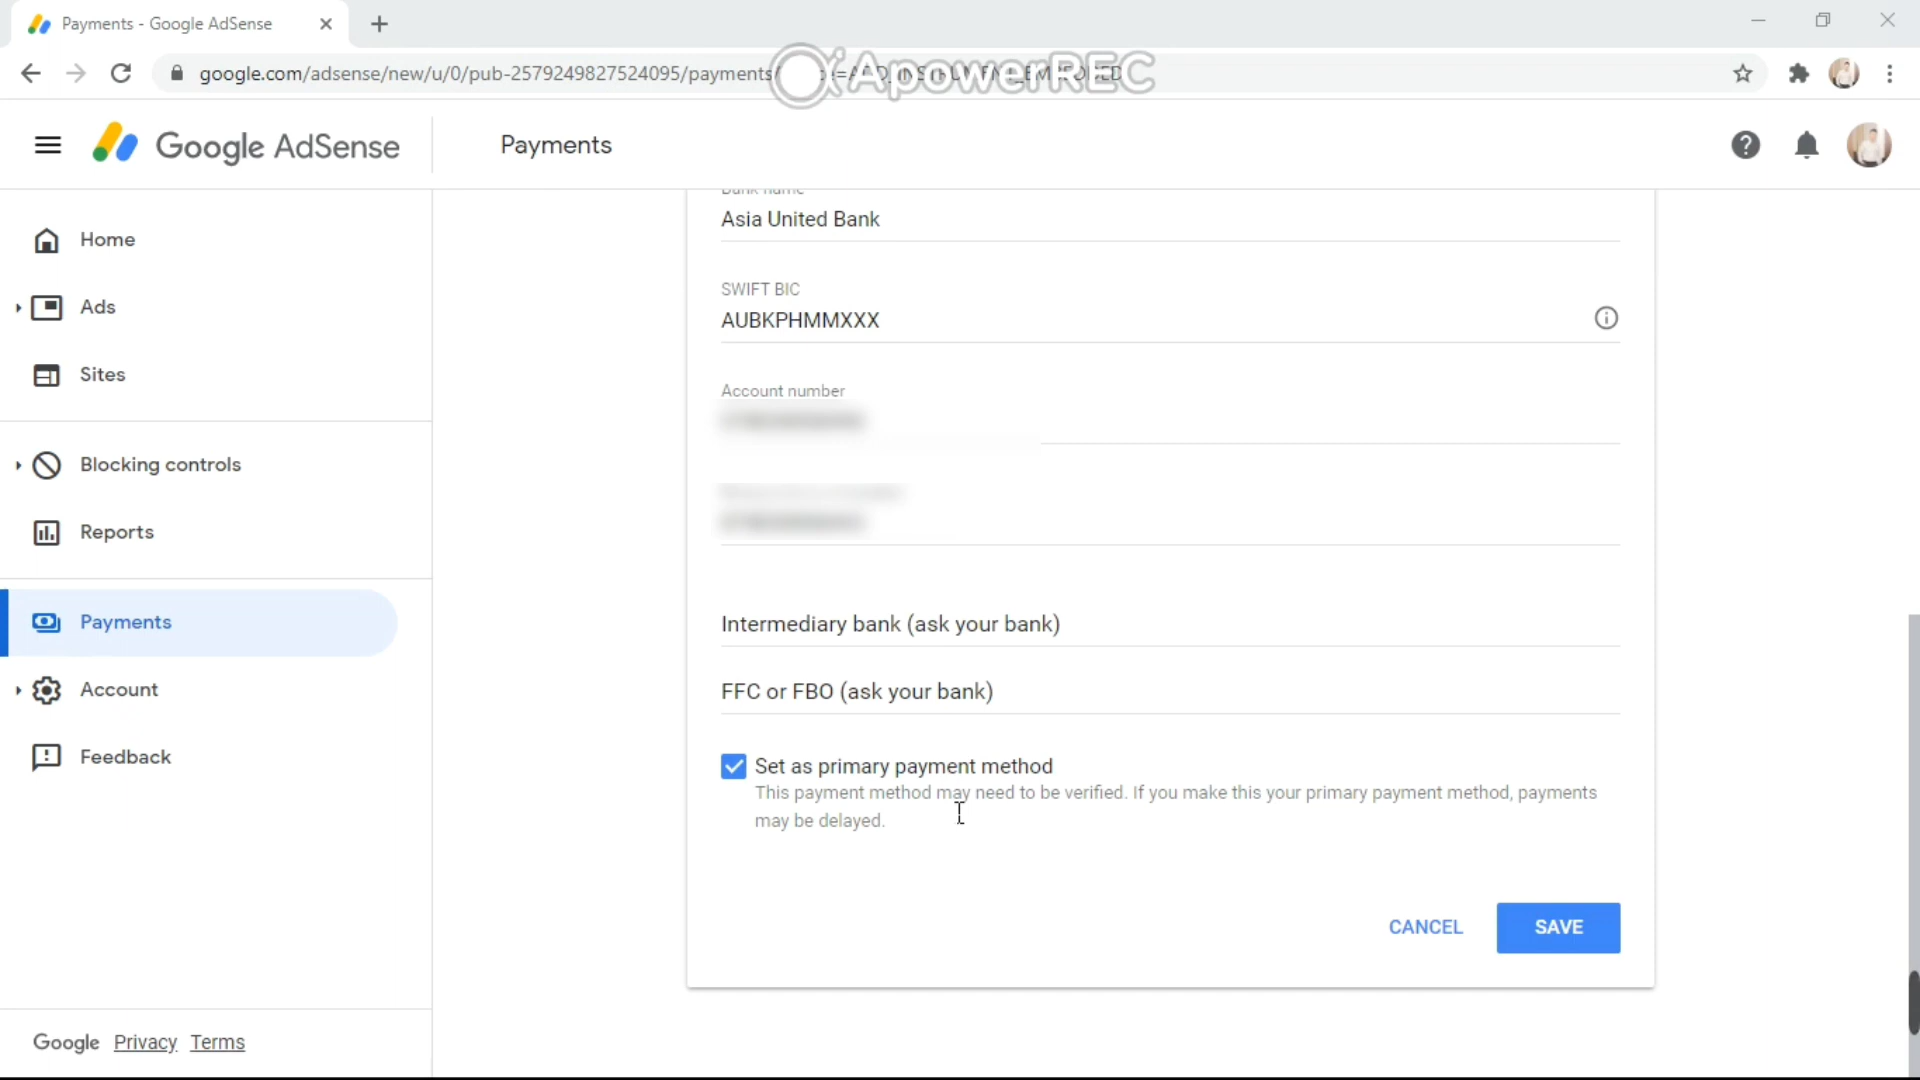 Payments - Google AdSense
google.com/adsense/new/u/0/pub-2579249827524095/payments/
ApowerREC
Google AdSense
Payments
Home
Ads
Sites
Blocking controls
Reports
Payments
Account
Feedback
Google Privacy Terms
Bank name
Asia United Bank
SWIFT BIC
AUBKPHMMXXX
Account number
Intermediary bank (ask your bank)
FFC or FBO (ask your bank)
Set as primary payment method
This payment method may need to be verified. If you make this your primary payment method, payments
may be delayed.
CANCEL
SAVE